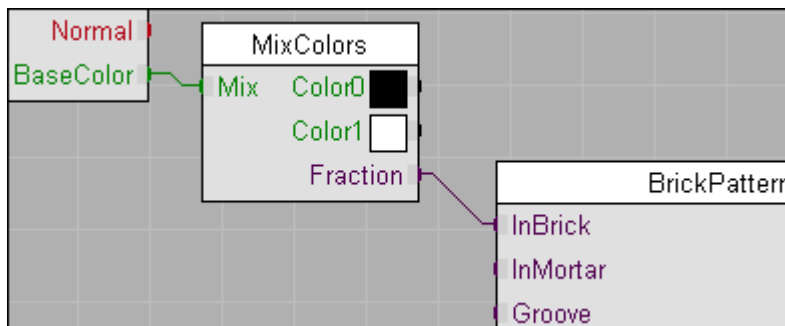 Normal
BaseColor
MixColors
Mix Color0
Color1
Fraction
BrickPattern
InBrick
InMortar
Groove